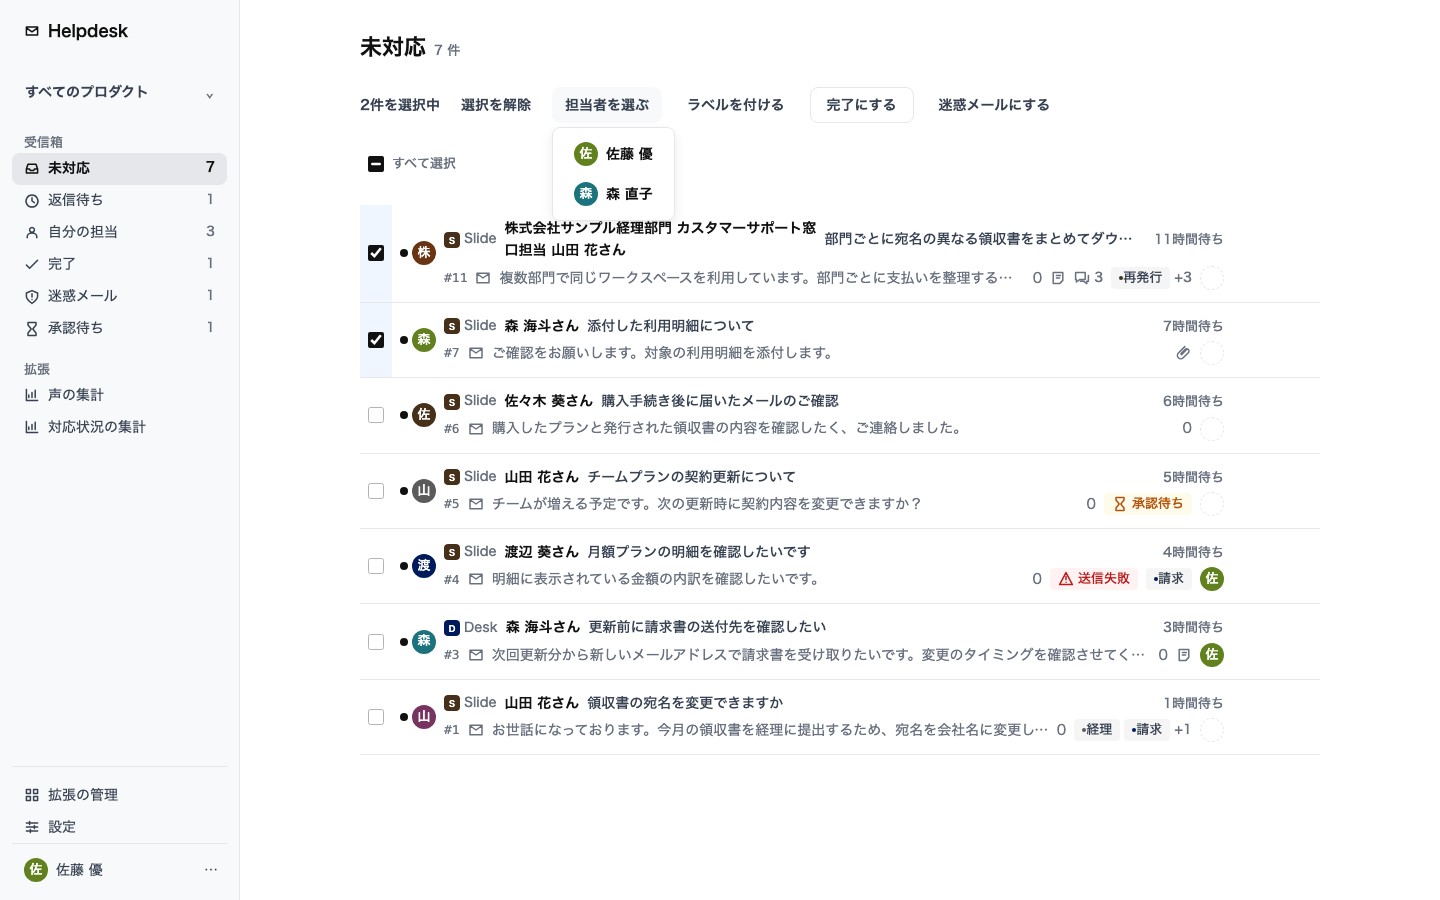 Helpdesk
すべてのプロダクト
受信箱
未対応 7
返信待ち 1
自分の担当 3
完了 1
迷惑メール 1
承認待ち 1
拡張
声の集計
対応状況の集計
拡張の管理
設定
佐 佐藤 優 …
未対応 7 件
2件を選択中 選択を解除 担当者を選ぶ ラベルを付ける 完了にする 迷惑メールにする
佐 佐藤 優
森 森 直子
すべて選択
株 S Slide 株式会社サンプル経理部門 カスタマーサポート窓
口担当 山田 花さん 部門ごとに宛名の異なる領収書をまとめてダウ… 11時間待ち
#11 複数部門で同じワークスペースを利用しています。部門ごとに支払いを整理する… 0 3 •再発行 +3
森 S Slide 森 海斗さん 添付した利用明細について 7時間待ち
#7 ご確認をお願いします。対象の利用明細を添付します。
佐 S Slide 佐々木 葵さん 購入手続き後に届いたメールのご確認 6時間待ち
#6 購入したプランと発行された領収書の内容を確認したく、ご連絡しました。 0
山 S Slide 山田 花さん チームプランの契約更新について 5時間待ち
#5 チームが増える予定です。次の更新時に契約内容を変更できますか？ 0 承認待ち
渡 S Slide 渡辺 葵さん 月額プランの明細を確認したいです 4時間待ち
#4 明細に表示されている金額の内訳を確認したいです。 0 送信失敗 •請求 佐
森 D Desk 森 海斗さん 更新前に請求書の送付先を確認したい 3時間待ち
#3 次回更新分から新しいメールアドレスで請求書を受け取りたいです。変更のタイミングを確認させてく… 0 佐
山 S Slide 山田 花さん 領収書の宛名を変更できますか 1時間待ち
#1 お世話になっております。今月の領収書を経理に提出するため、宛名を会社名に変更し… 0 •経理 •請求 +1